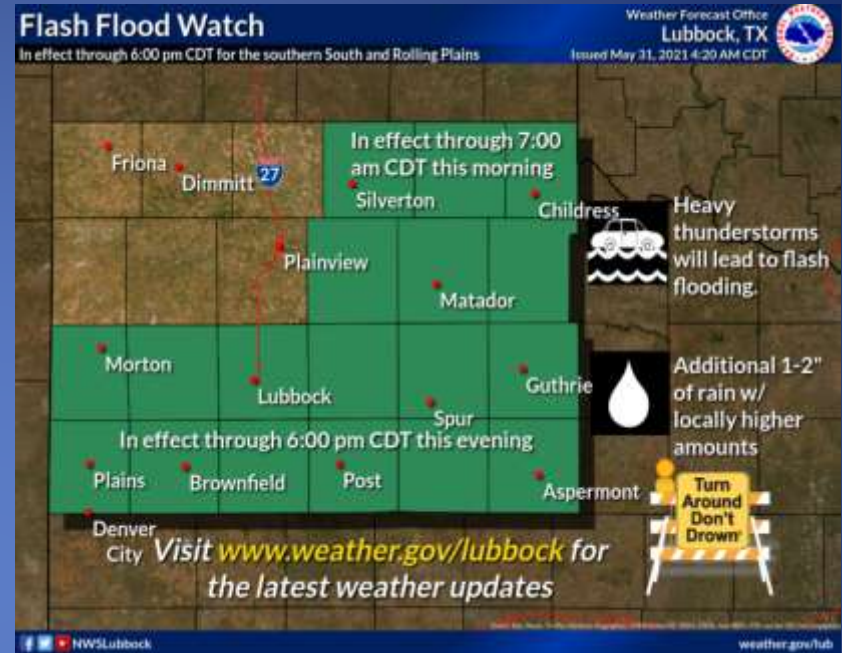 Flash Flood Watch
In effect through 6:00 pm CDT for the southern South and Rolling Plains
Weather Forecast Office
Lubbock, TX
Issued May 31, 2021 4:20 AM CDT
In effect through 7:00
am CDT this morning
Friona
Dimmitt
27
Silverton
Childress
Plainview
Matador
Heavy
thunderstorms
will lead to flash
flooding.
Morton
Lubbock
Guthrie
Spur
Additional 1-2"
of rain w/
locally higher
amounts
In effect through 6:00 pm CDT this evening
Plains
Brownfield
Post
Aspermont
Denver
City
Turn
Around
Don't
Drown
Visit www.weather.gov/lubbock for
the latest weather updates
NWSLubbock
weather.gov/lub